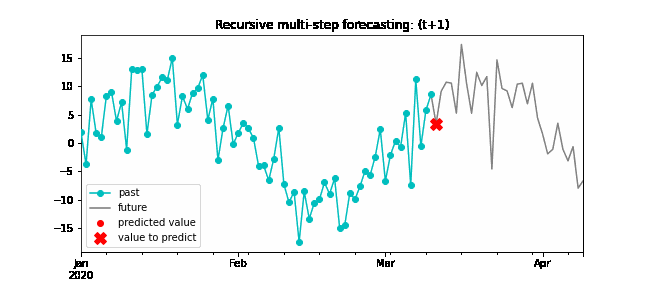 Recursive multi-step forecasting: (t+1)
15
10
5
0
−5
−10
−15
past
future
predicted value
value to predict
Jan
2020
Feb
Mar
Apr